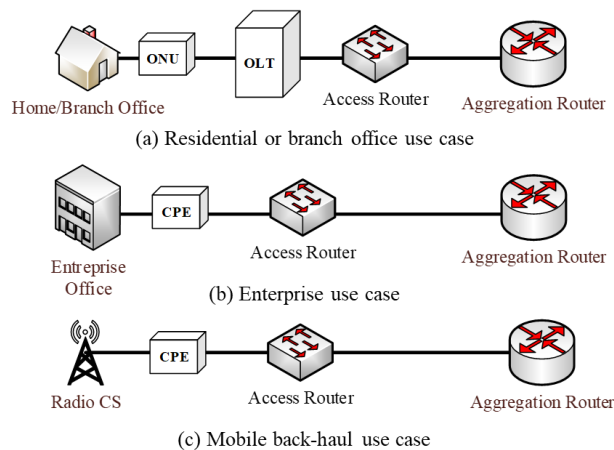 ONU
OLT
Home/Branch Office
Access Router
Aggregation Router
(a) Residential or branch office use case
CPE
Entreprise
Office
Access Router
Aggregation Router
(b) Enterprise use case
CPE
Radio CS
Access Router
Aggregation Router
(c) Mobile back-haul use case